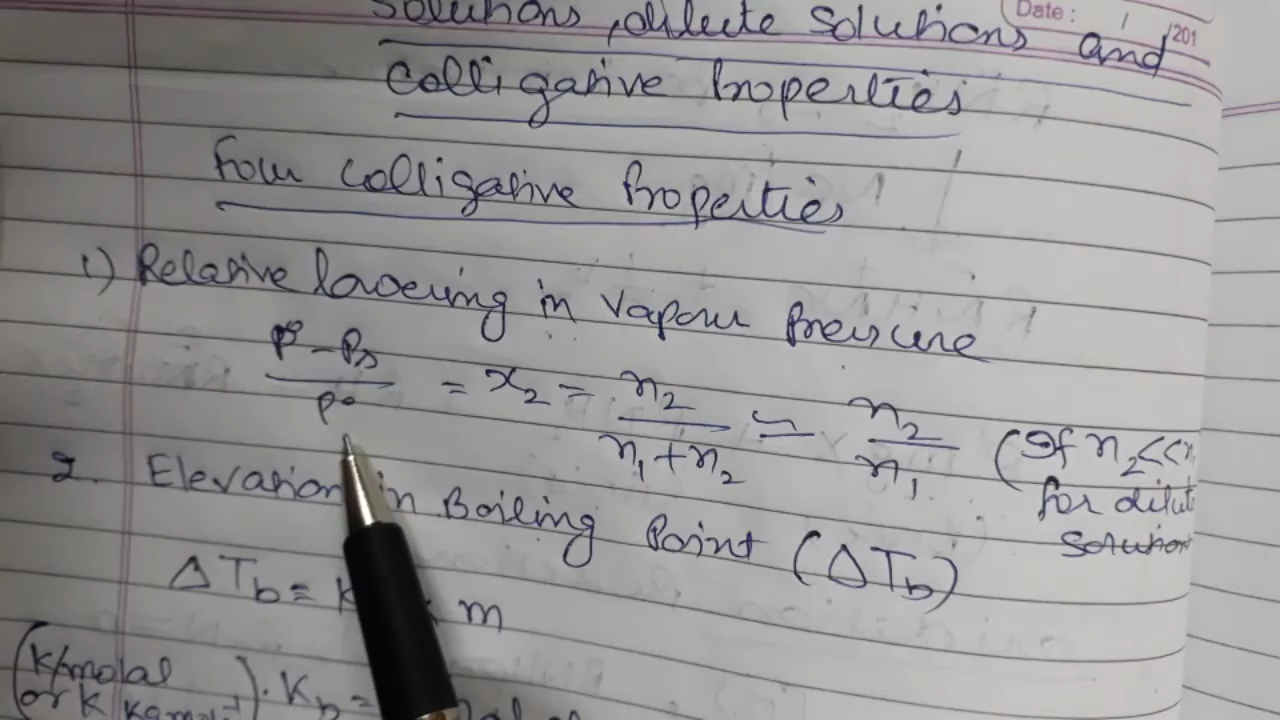 Solutions, dilute solutions and
Date: / /201
Colligative Properties
Four Colligative Properties
1) Relative lowering in vapour Pressure
P° - Ps / P° = x₂ = n₂ / n₁ + n₂ ≃ n₂ / n₁ (If n₂ <<
for dilute
solution
2. Elevation in Boiling Point (ΔTb)
ΔTb = K m
(K/molal
or K ). Kb =